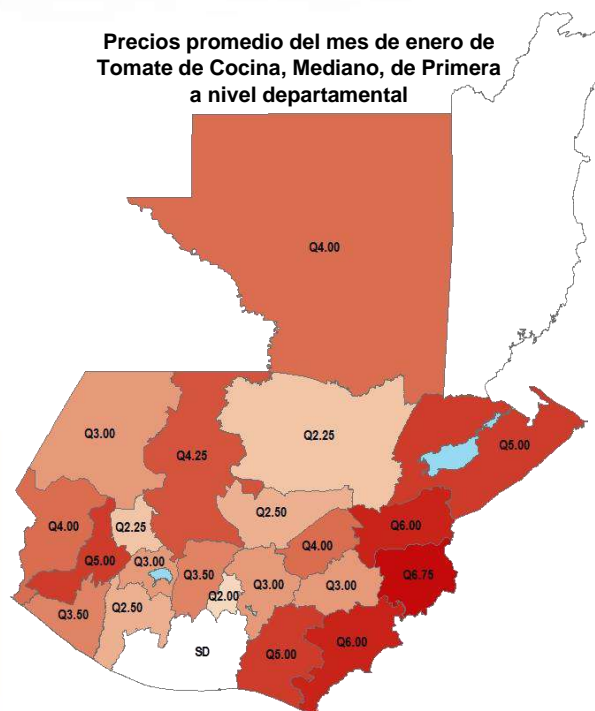 Precios promedio del mes de enero de
Tomate de Cocina, Mediano, de Primera
a nivel departamental
Q4.00
Q3.00
Q4.25
Q2.25
Q5.00
Q4.00
Q2.25
Q2.50
Q6.00
Q5.00
Q3.00
Q3.50
Q4.00
Q6.75
Q3.50
Q2.50
Q2.00
Q3.00
Q3.00
SD
Q5.00
Q6.00